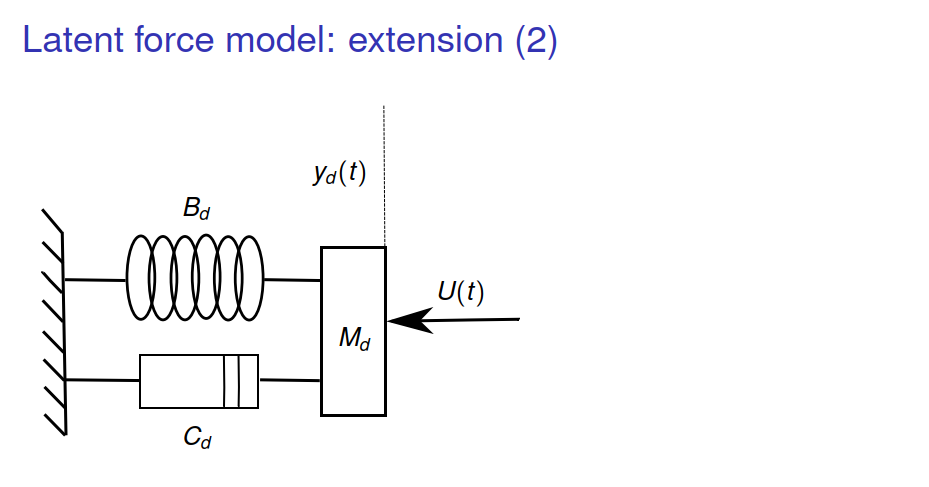 Latent force model: extension (2)
y_d(t)
B_d
U(t)
M_d
C_d